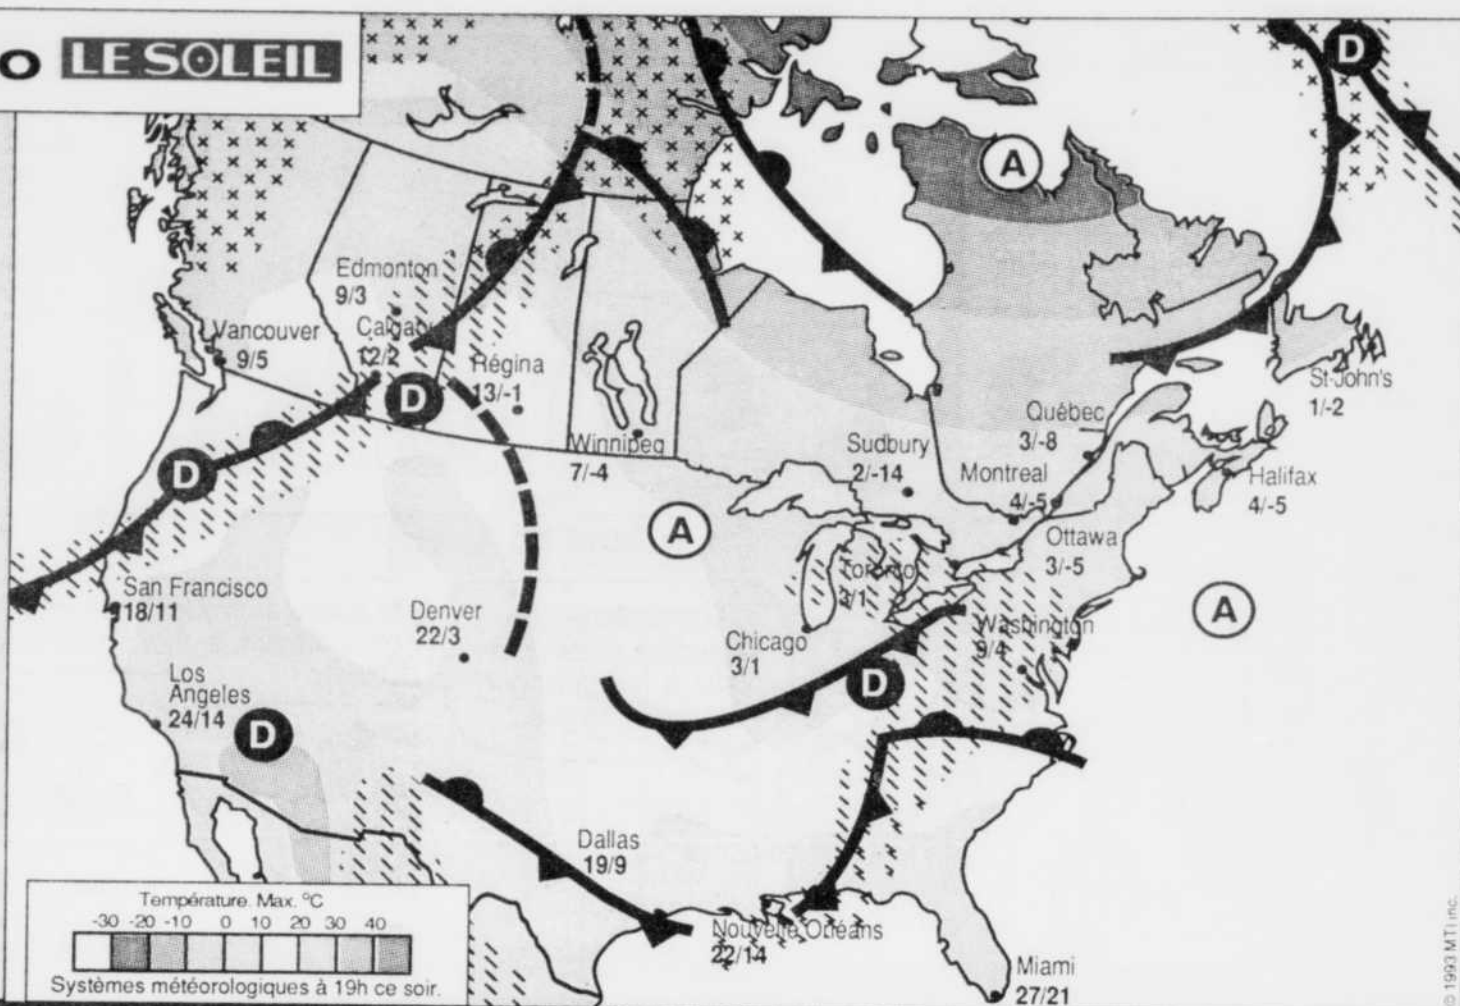 O LE SOLEIL
D
A
Edmonton
9/3
Vancouver
9/5
Calgary
12/2
Régina
13/-1
D
St-John's
1/-2
Québec
3/-8
Winnipeg
7/-4
Sudbury
2/-14
Montreal
4/-5
Halifax
4/-5
D
A
Ottawa
3/-5
Toronto
3/1
San Francisco
18/11
Denver
22/3
A
Chicago
3/1
Washington
9/4
Los
Angeles
24/14
D
D
Dallas
19/9
Nouvelle Orléans
22/14
Miami
27/21
Température. Max. °C
-30 -20 -10 0 10 20 30 40
Systèmes météorologiques à 19h ce soir.
© 1993 MTI inc.